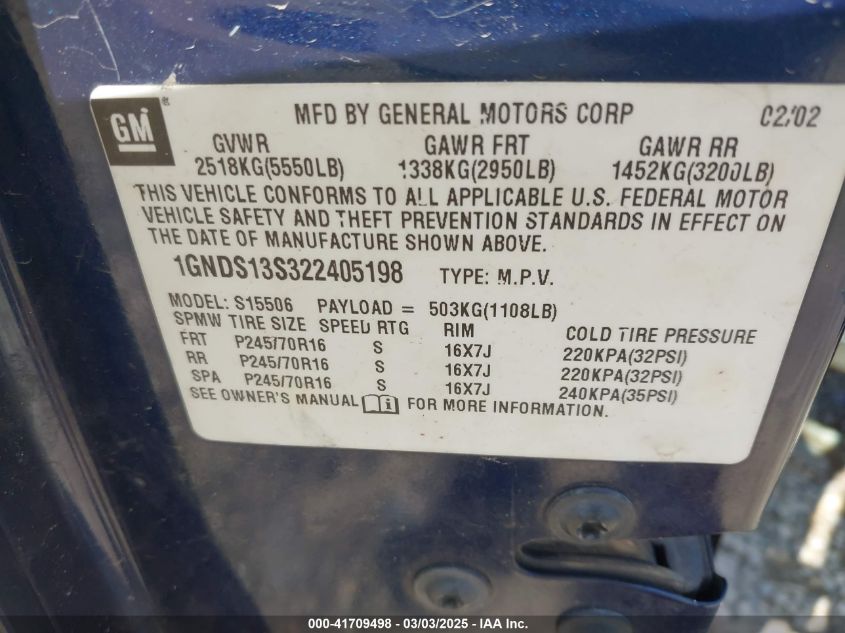 GM ®
MFD BY GENERAL MOTORS CORP 02/02
GVWR GAWR FRT GAWR RR
2518KG(5550LB) 1338KG(2950LB) 1452KG(3200LB)
THIS VEHICLE CONFORMS TO ALL APPLICABLE U.S. FEDERAL MOTOR
VEHICLE SAFETY AND THEFT PREVENTION STANDARDS IN EFFECT ON
THE DATE OF MANUFACTURE SHOWN ABOVE.
1GNDS13S322405198 TYPE: M.P.V.
MODEL: S15506 PAYLOAD = 503KG(1108LB)
SPMW TIRE SIZE SPEED RTG RIM COLD TIRE PRESSURE
FRT P245/70R16 S 16X7J 220KPA(32PSI)
RR P245/70R16 S 16X7J 220KPA(32PSI)
SPA P245/70R16 S 16X7J 240KPA(35PSI)
SEE OWNER'S MANUAL i FOR MORE INFORMATION.
000-41709498 - 03/03/2025 - IAA Inc.